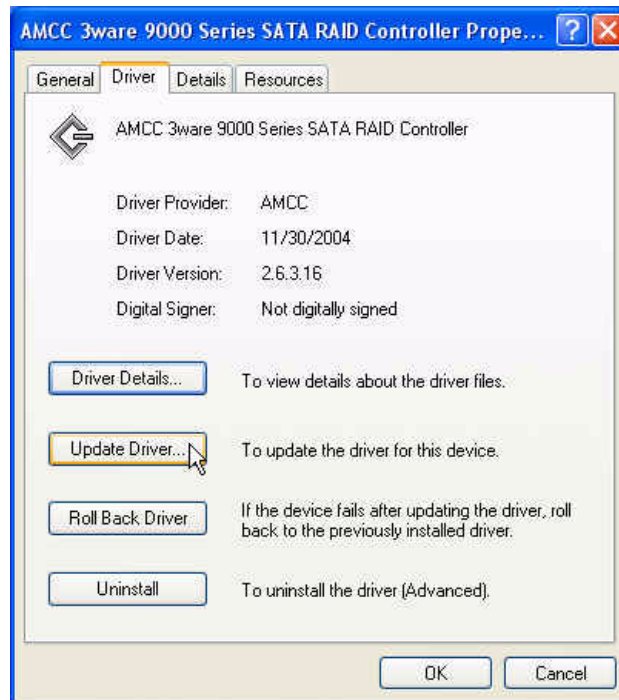 AMCC 3ware 9000 Series SATA RAID Controller Prope...
General Driver Details Resources
AMCC 3ware 9000 Series SATA RAID Controller
Driver Provider: AMCC
Driver Date: 11/30/2004
Driver Version: 2.6.3.16
Digital Signer: Not digitally signed
Driver Details... To view details about the driver files.
Update Driver... To update the driver for this device.
Roll Back Driver If the device fails after updating the driver, roll
back to the previously installed driver.
Uninstall To uninstall the driver (Advanced).
OK Cancel